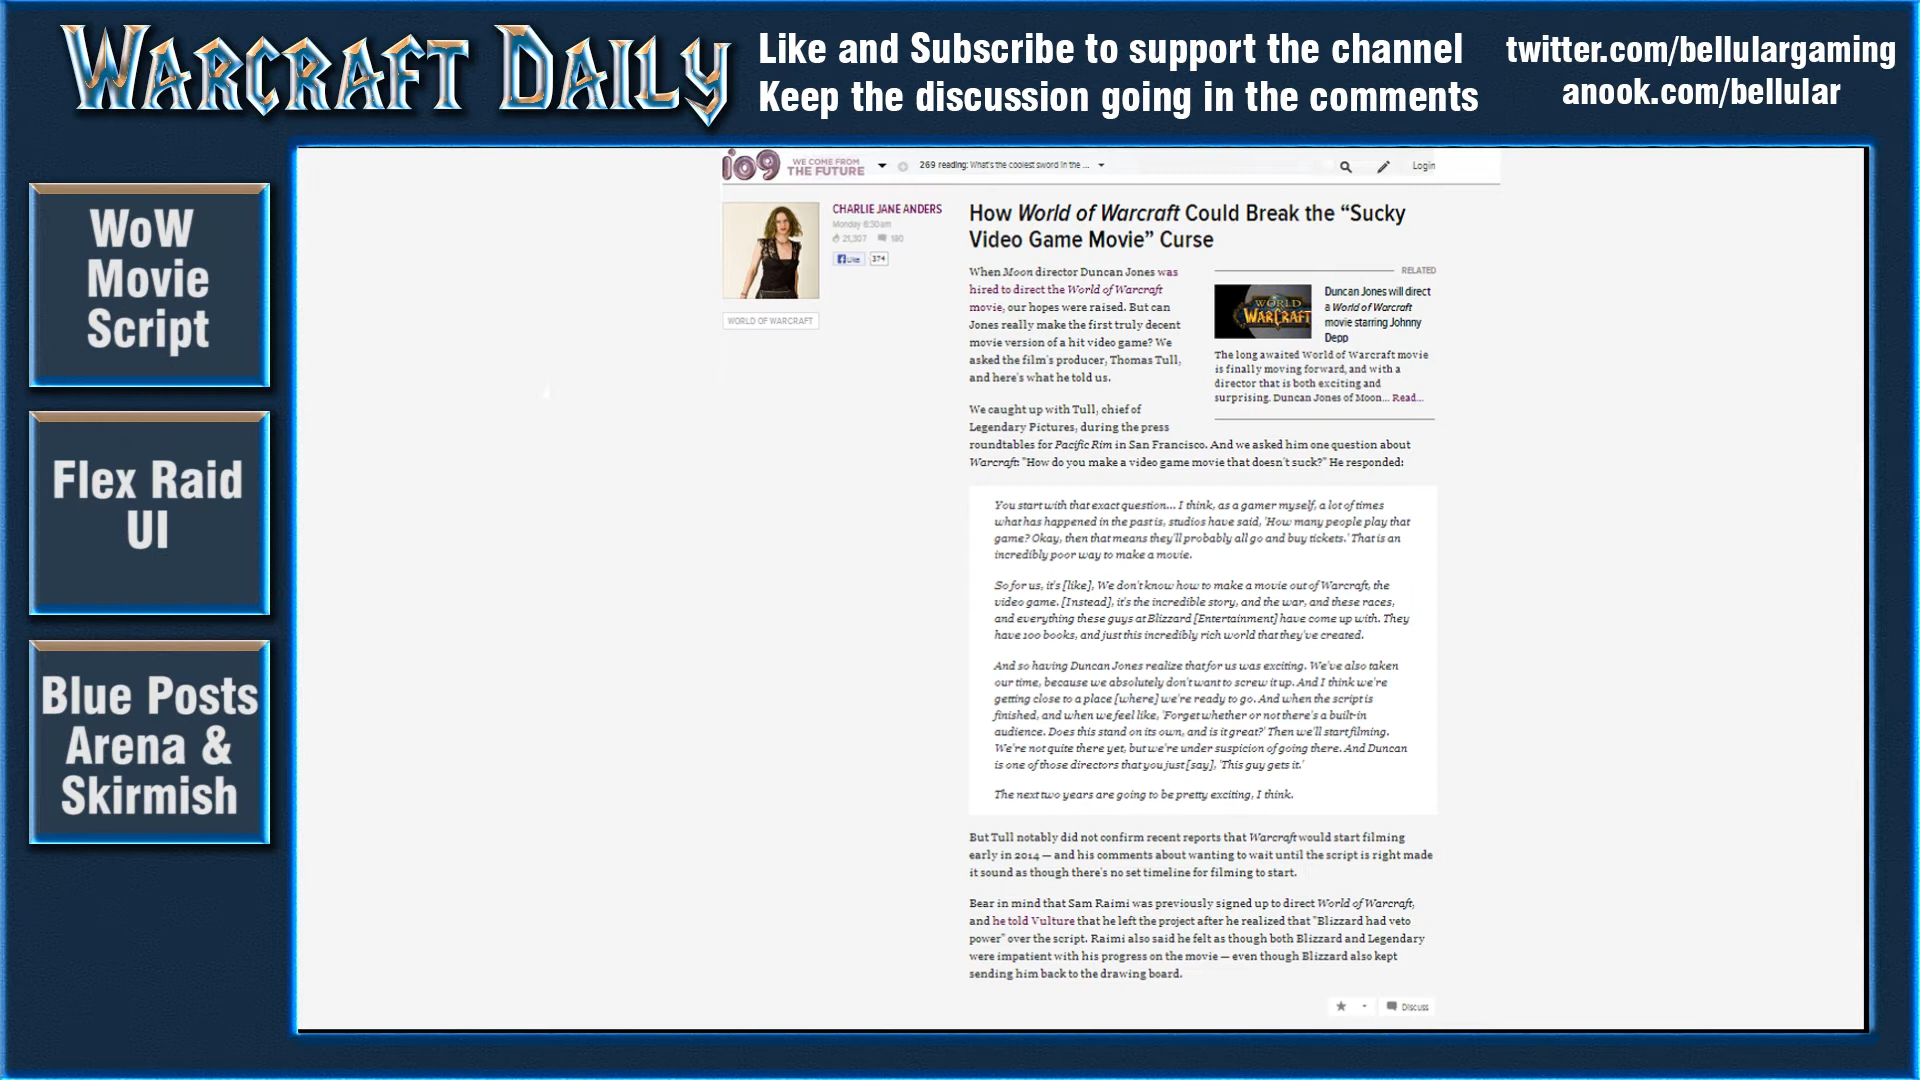 WARCRAFT DAILY
Like and Subscribe to support the channel
Keep the discussion going in the comments
twitter.com/bellulargaming
anook.com/bellular
WoW
Movie
Script
Flex Raid
UI
Blue Posts
Arena &
Skirmish
io9
WE COME FROM
THE FUTURE
269 reading: What's the coolest sword in the ...
Login
CHARLIE JANE ANDERS
Monday 6:30am
21,307 190
Like 374
WORLD OF WARCRAFT
How World of Warcraft Could Break the “Sucky
Video Game Movie” Curse
When Moon director Duncan Jones was
hired to direct the World of Warcraft
movie, our hopes were raised. But can
Jones really make the first truly decent
movie version of a hit video game? We
asked the film's producer, Thomas Tull,
and here's what he told us.
RELATED
WORLD
WARCRAFT
Duncan Jones will direct
a World of Warcraft
movie starring Johnny
Depp
The long awaited World of Warcraft movie
is finally moving forward, and with a
director that is both exciting and
surprising. Duncan Jones of Moon... Read...
We caught up with Tull, chief of
Legendary Pictures, during the press
roundtables for Pacific Rim in San Francisco. And we asked him one question about
Warcraft: "How do you make a video game movie that doesn't suck?" He responded:
You start with that exact question... I think, as a gamer myself, a lot of times
what has happened in the past is, studios have said, 'How many people play that
game? Okay, then that means they'll probably all go and buy tickets.' That is an
incredibly poor way to make a movie.
So for us, it's [like], We don't know how to make a movie out of Warcraft, the
video game. [Instead], it's the incredible story, and the war, and these races,
and everything these guys at Blizzard [Entertainment] have come up with. They
have 100 books, and just this incredibly rich world that they've created.
And so having Duncan Jones realize that for us was exciting. We've also taken
our time, because we absolutely don't want to screw it up. And I think we're
getting close to a place [where] we're ready to go. And when the script is
finished, and when we feel like, 'Forget whether or not there's a built-in
audience. Does this stand on its own, and is it great?' Then we'll start filming.
We're not quite there yet, but we're under suspicion of going there. And Duncan
is one of those directors that you just [say], 'This guy gets it.'
The next two years are going to be pretty exciting, I think.
But Tull notably did not confirm recent reports that Warcraft would start filming
early in 2014 — and his comments about wanting to wait until the script is right made
it sound as though there's no set timeline for filming to start.
Bear in mind that Sam Raimi was previously signed up to direct World of Warcraft,
and he told Vulture that he left the project after he realized that "Blizzard had veto
power" over the script. Raimi also said he felt as though both Blizzard and Legendary
were impatient with his progress on the movie — even though Blizzard also kept
sending him back to the drawing board.
Discuss